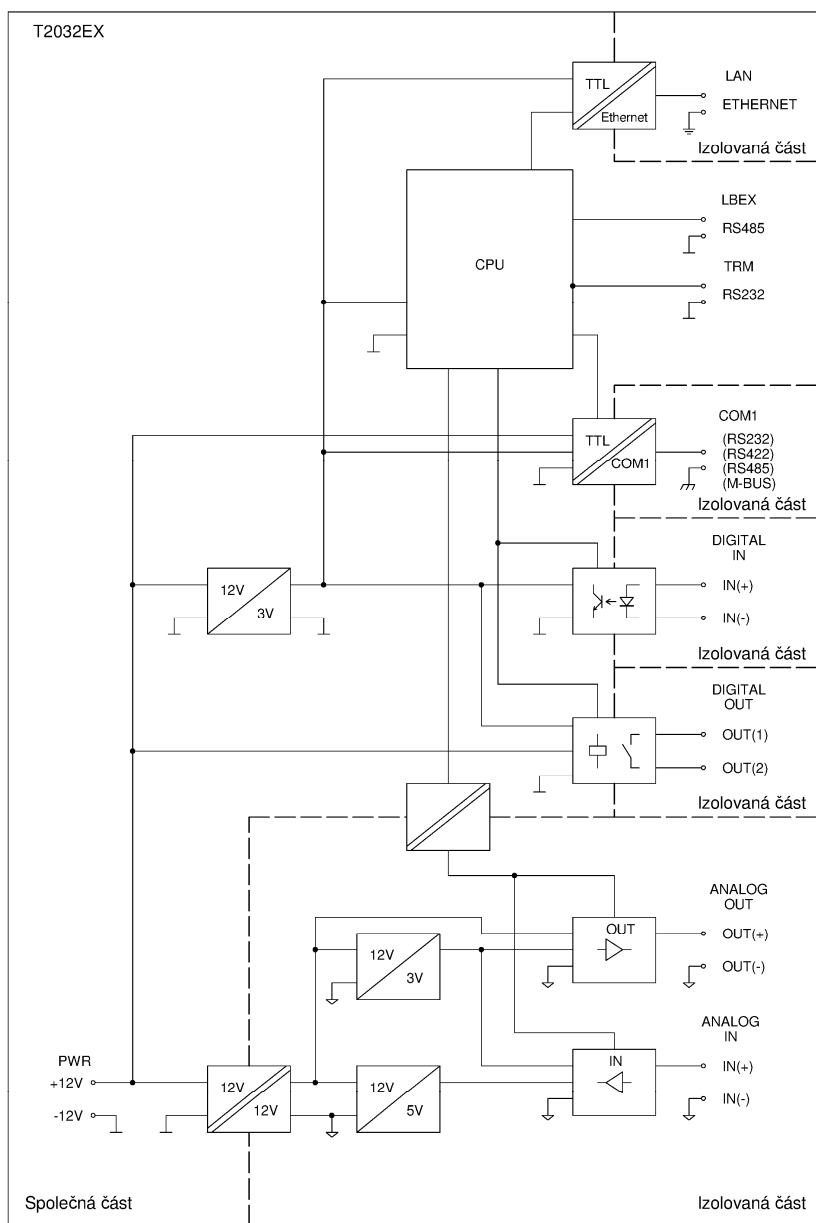 T2032EX
TTL
Ethernet
LAN
ETHERNET
Izolovaná část
CPU
LBEX
RS485
TRM
RS232
TTL
COM1
COM1
(RS232)
(RS422)
(RS485)
(M-BUS)
Izolovaná část
12V
3V
DIGITAL
IN
IN(+)
IN(-)
Izolovaná část
DIGITAL
OUT
OUT(1)
OUT(2)
Izolovaná část
12V
3V
OUT
ANALOG
OUT
OUT(+)
OUT(-)
PWR
+12V
-12V
12V
12V
12V
5V
IN
ANALOG
IN
IN(+)
IN(-)
Společná část
Izolovaná část